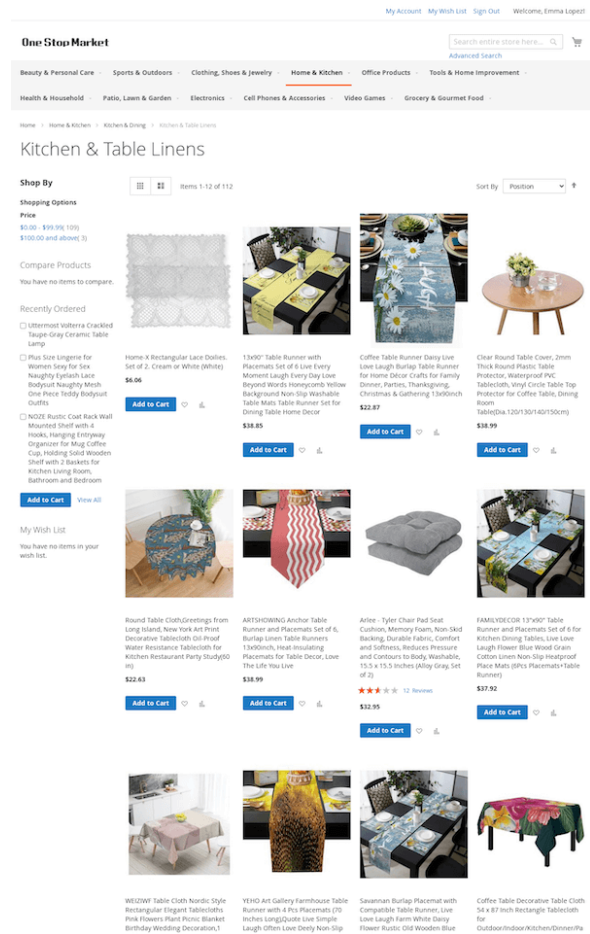 My Account My Wish List Sign Out Welcome, Emma Lopez!
One Stop Market
Search entire store here...
Advanced Search
Beauty & Personal Care Sports & Outdoors Clothing, Shoes & Jewelry Home & Kitchen Office Products Tools & Home Improvement
Health & Household Patio, Lawn & Garden Electronics Cell Phones & Accessories Video Games Grocery & Gourmet Food
Home > Home & Kitchen > Kitchen & Dining > Kitchen & Table Linens
Kitchen & Table Linens
Shop By
Shopping Options
Price
$0.00 - $99.99( 109)
$100.00 and above( 3)
Compare Products
You have no items to compare.
Recently Ordered
Uttermost Volterra Crackled
Taupe-Gray Ceramic Table
Lamp
Plus Size Lingerie for
Women Sexy for Sex
Naughty Eyelash Lace
Bodysuit Naughty Mesh
One Piece Teddy Bodysuit
Outfits
NOZE Rustic Coat Rack Wall
Mounted Shelf with 4
Hooks, Hanging Entryway
Organizer for Mug Coffee
Cup, Holding Solid Wooden
Shelf with 2 Baskets for
Kitchen Living Room,
Bathroom and Bedroom
Add to Cart View All
My Wish List
You have no items in your
wish list.
Items 1-12 of 112
Sort By Position
LAUGH
Home-X Rectangular Lace Doilies.
Set of 2. Cream or White (White)
$6.06
Add to Cart
13x90" Table Runner with
Placemats Set of 6 Live Every
Moment Laugh Every Day Love
Beyond Words Honeycomb Yellow
Background Non-Slip Washable
Table Mats Table Runner Set for
Dining Table Home Decor
$38.85
Add to Cart
Coffee Table Runner Daisy Live
Love Laugh Burlap Table Runner
for Home Décor Crafts for Family
Dinner, Parties, Thanksgiving,
Christmas & Gathering 13x90inch
$22.87
Add to Cart
Clear Round Table Cover, 2mm
Thick Round Plastic Table
Protector, Waterproof PVC
Tablecloth, Vinyl Circle Table Top
Protector for Coffee Table, Dining
Room
Table(Dia.120/130/140/150cm)
$38.99
Add to Cart
Round Table Cloth,Greetings from
Long Island, New York Art Print
Decorative Tablecloth Oil-Proof
Water Resistance Tablecloth for
Kitchen Restaurant Party Study(60
in)
$22.63
Add to Cart
ARTSHOWING Anchor Table
Runner and Placemats Set of 6,
Burlap Linen Table Runners
13x90inch, Heat-Insulating
Placemats for Table Decor, Love
The Life You Live
$38.99
Add to Cart
Arlee - Tyler Chair Pad Seat
Cushion, Memory Foam, Non-Skid
Backing, Durable Fabric, Comfort
and Softness, Reduces Pressure
and Contours to Body, Washable,
15.5 x 15.5 Inches (Alloy Gray, Set
of 2)
12 Reviews
$32.95
Add to Cart
FAMILYDECOR 13"x90" Table
Runner and Placemats Set of 6 for
Kitchen Dining Tables, Live Love
Laugh Flower Blue Wood Grain
Cotton Linen Non-Slip Heatproof
Place Mats (6Pcs Placemats+Table
Runner)
$37.92
Add to Cart
WEIZIWF Table Cloth Nordic Style
Rectangular Elegant Tablecloths
Pink Flowers Plant Picnic Blanket
Birthday Wedding Decoration,1
YEHO Art Gallery Farmhouse Table
Runner with 4 Pcs Placemats (70
Inches Long),Quote Live Simple
Laugh Often Love Deely Non-Slip
Savannan Burlap Placemat with
Compatible Table Runner, Live
Love Laugh Farm White Daisy
Flower Rustic Old Wooden Blue
Coffee Table Decorative Table Cloth
54 x 87 Inch Rectangle Tablecloth
for
Outdoor/Indoor/Kitchen/Dinner/Pa